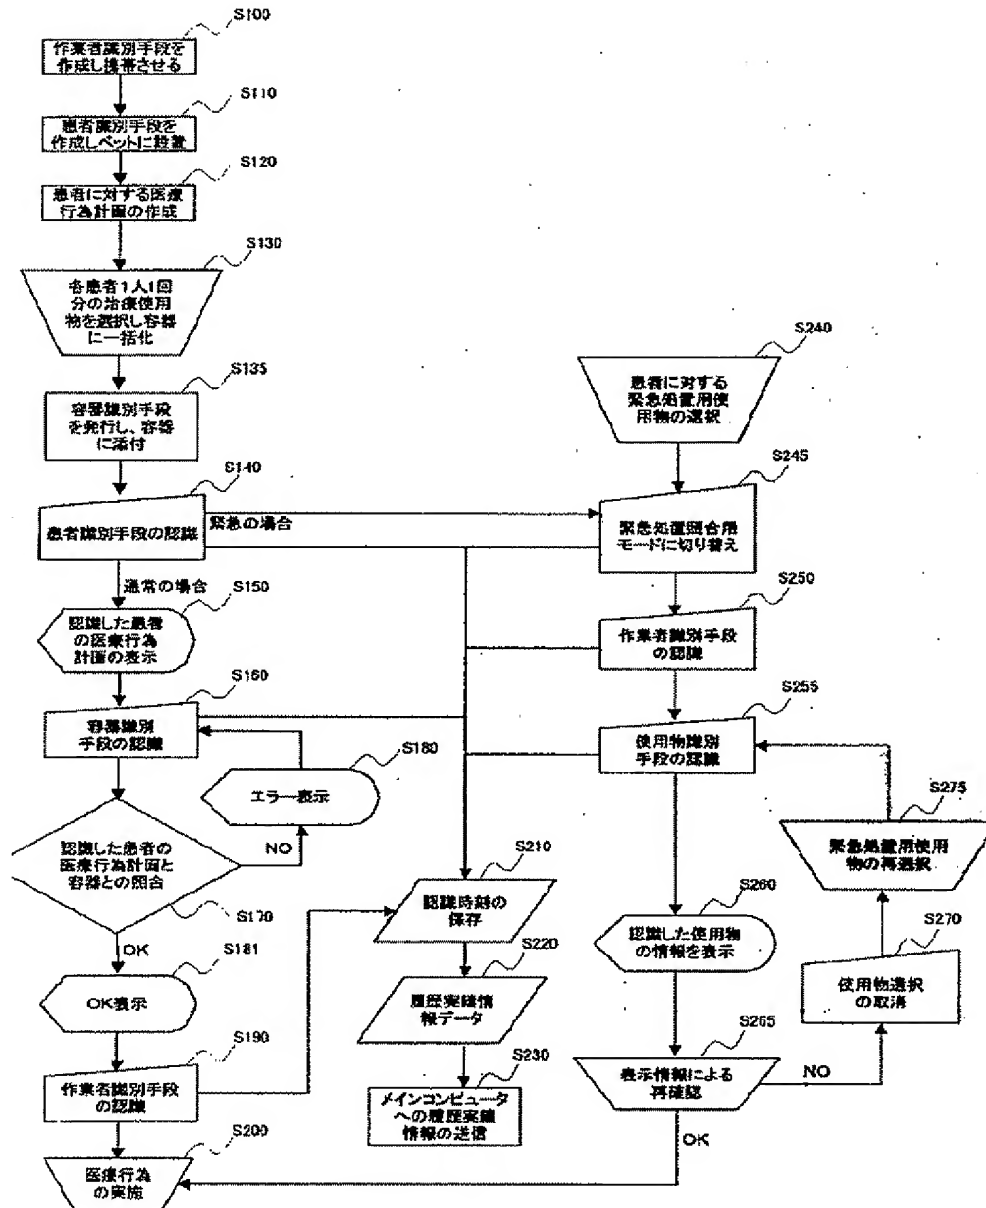 S100
作業者識別手段を
作成し携帯させる
S110
患者識別手段を
作成しベットに設置
S120
患者に対する医療
行為計画の作成
S130
各患者1人1回
分の治療使用
物を選択し容器
に一括化
S135
容器識別手段
を発行し、容器
に添付
S140
患者識別手段の認識
緊急の場合
通常の場合
S150
認識した患者
の医療行為
計画の表示
S160
容器識別
手段の認識
S180
エラー表示
認識した患者の
医療行為計画と
容器との照合
NO
S170
OK
S181
OK表示
S190
作業者識別手段
の認識
S200
医療行為
の実施
S210
認識時刻の
保存
S220
履歴実績情
報データ
S230
メインコンピュータ
への履歴実績
情報の送信
S240
患者に対する
緊急処置用使
用物の選択
S245
緊急処置照合用
モードに切り替え
S250
作業者識別手段
の認識
S255
使用物識別
手段の認識
S260
認識した使用物
の情報を表示
S265
表示情報による
再確認
NO
OK
S270
使用物選択
の取消
S275
緊急処置用使用
物の再選択